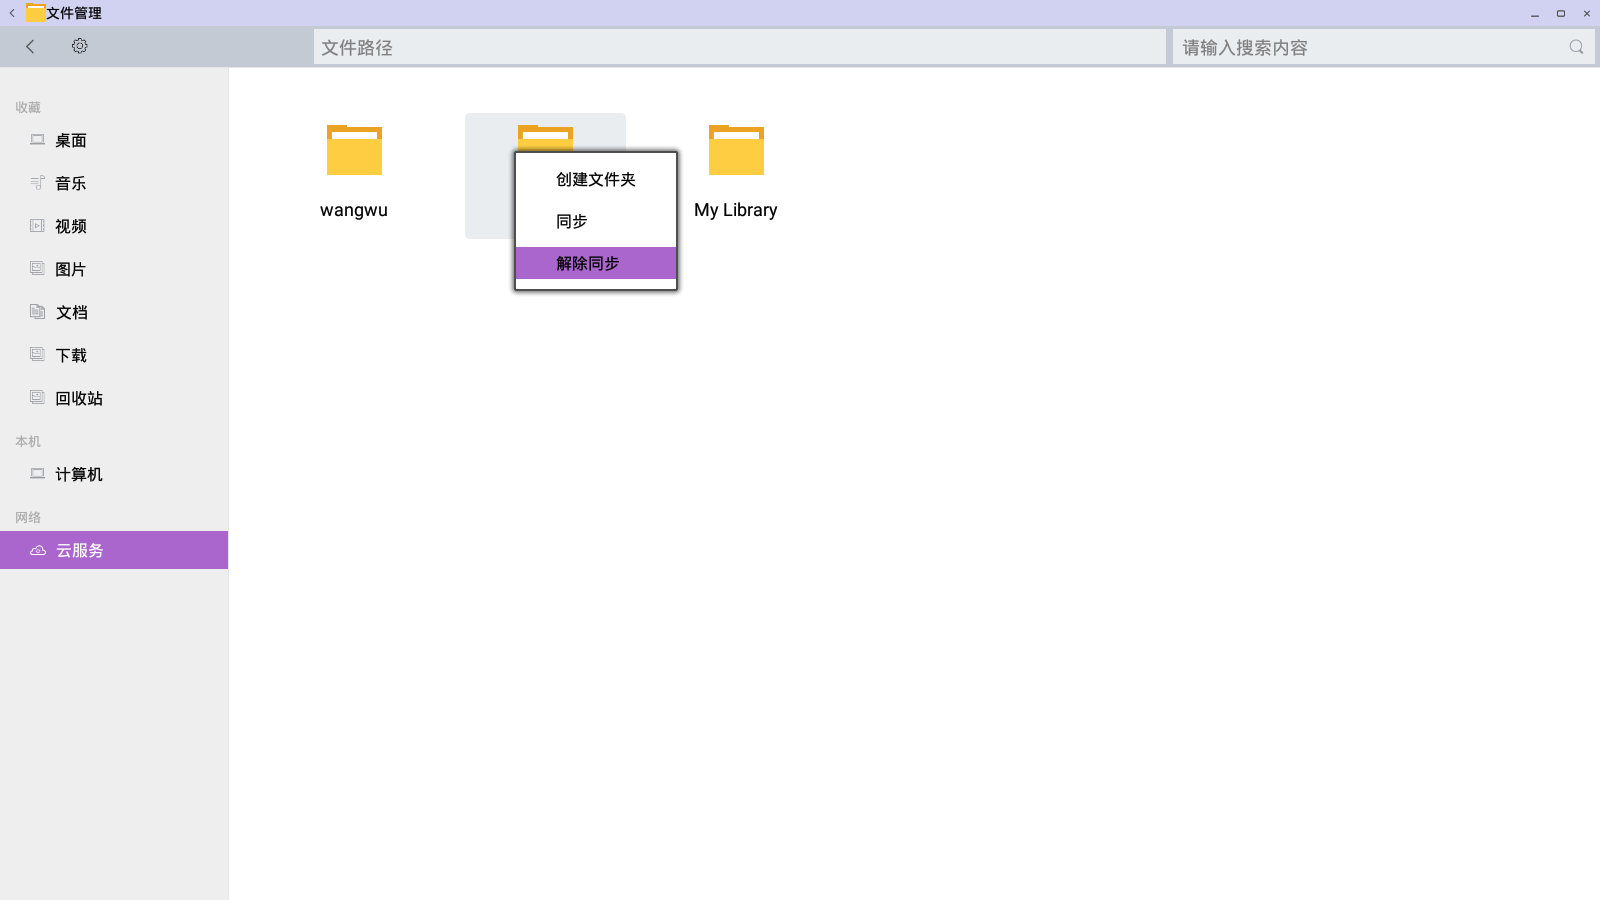 文件管理
文件路径
请输入搜索内容
收藏
桌面
音乐
视频
图片
文档
下载
回收站
本机
计算机
网络
云服务
wangwu
My Library
创建文件夹
同步
解除同步